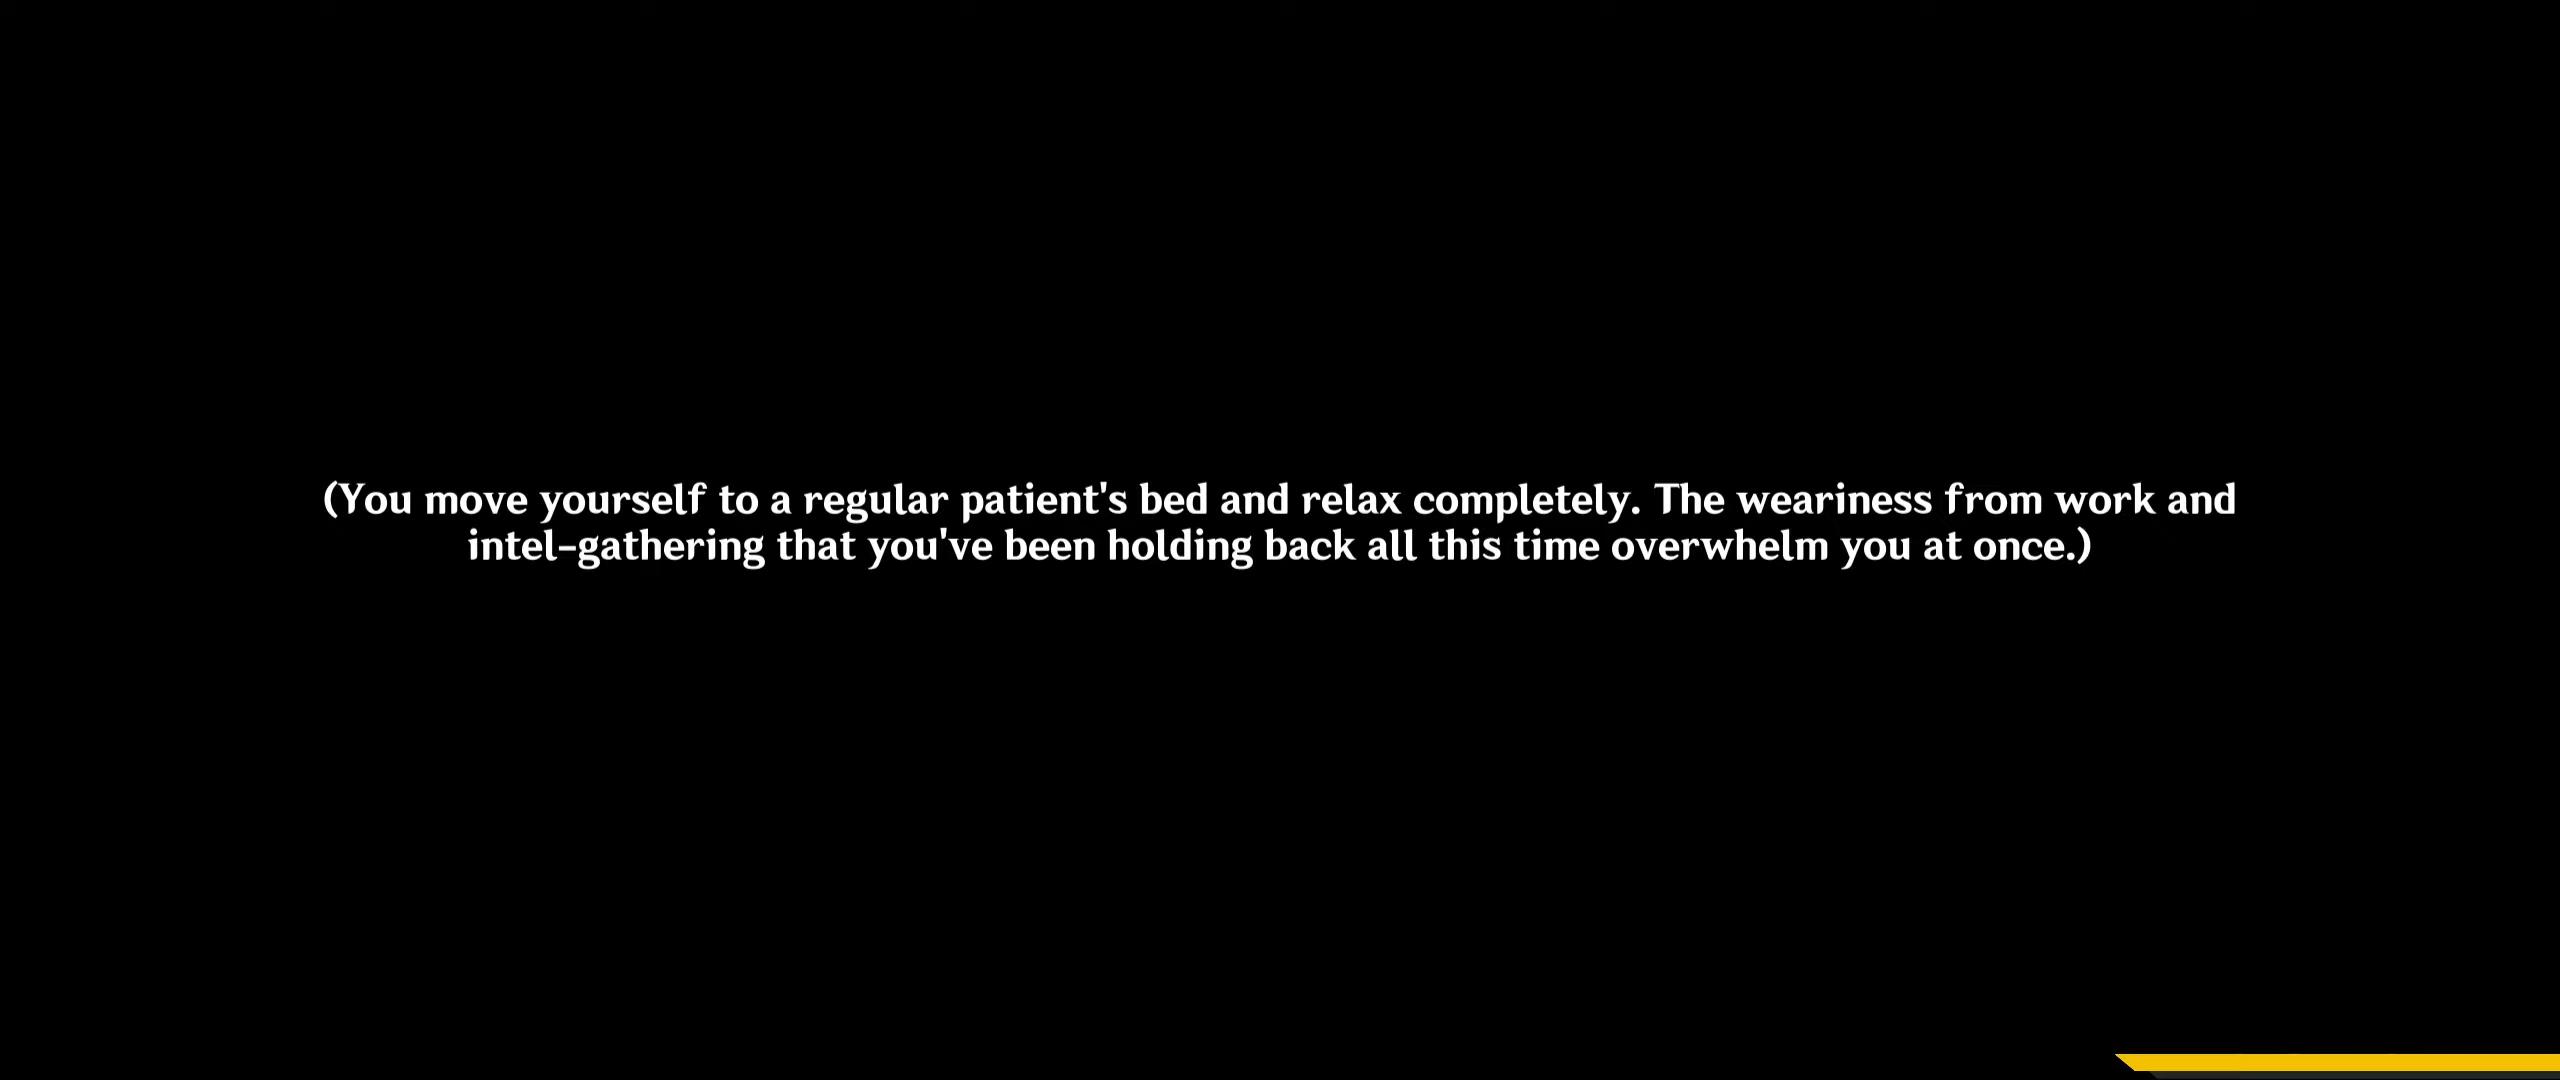 (You move yourself to a regular patient's bed and relax completely. The weariness from work and
intel-gathering that you've been holding back all this time overwhelm you at once.)